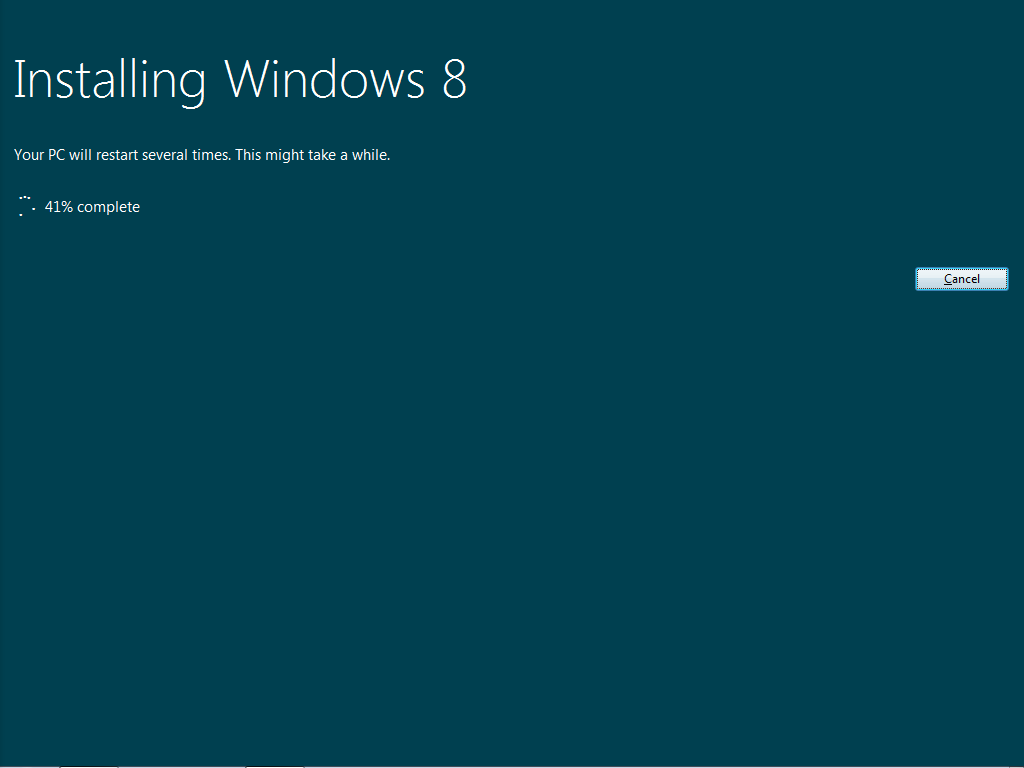 Installing Windows 8
Your PC will restart several times. This might take a while.
41% complete
Cancel